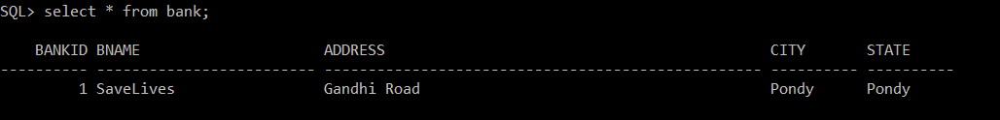 SQL> select * from bank;
BANKID BNAME ADDRESS CITY STATE
---------- ------------------------- -------------------------------------------------- ---------- ----------
1 SaveLives Gandhi Road Pondy Pondy